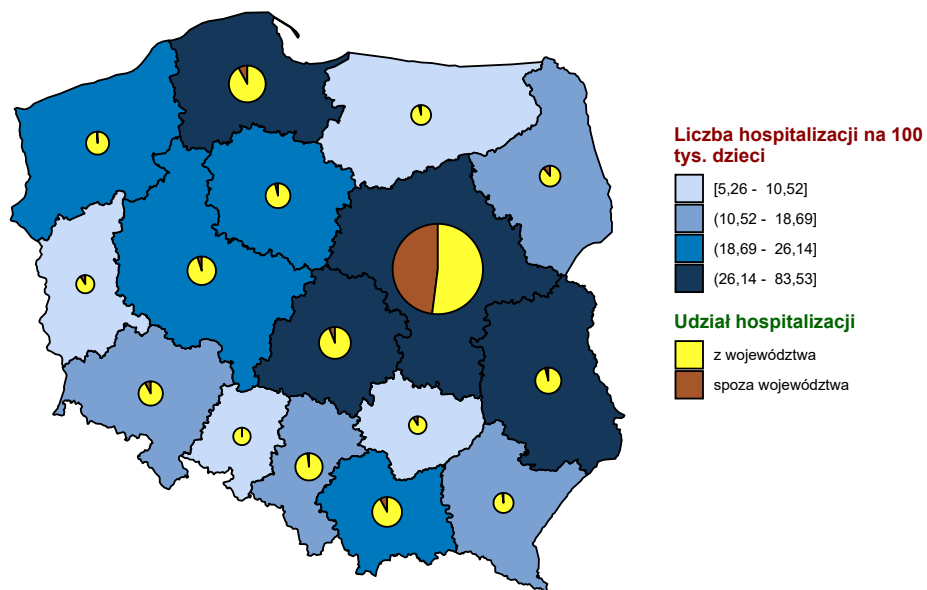 Liczba hospitalizacji na 100
tys. dzieci
[5,26 - 10,52]
(10,52 - 18,69]
(18,69 - 26,14]
(26,14 - 83,53]
Udział hospitalizacji
z województwa
spoza województwa